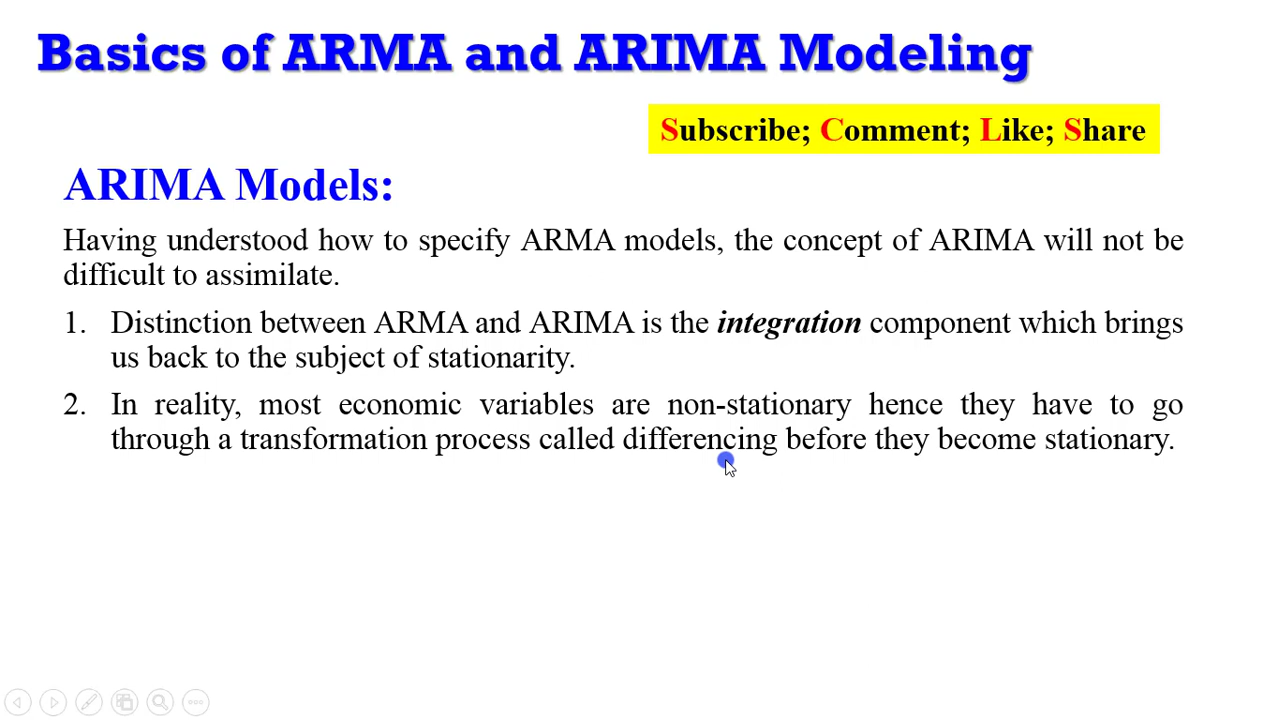 Basics of ARMA and ARIMA Modeling
Subscribe; Comment; Like; Share
ARIMA Models:
Having understood how to specify ARMA models, the concept of ARIMA will not be
difficult to assimilate.
1. Distinction between ARMA and ARIMA is the integration component which brings
us back to the subject of stationarity.
2. In reality, most economic variables are non-stationary hence they have to go
through a transformation process called differencing before they become stationary.